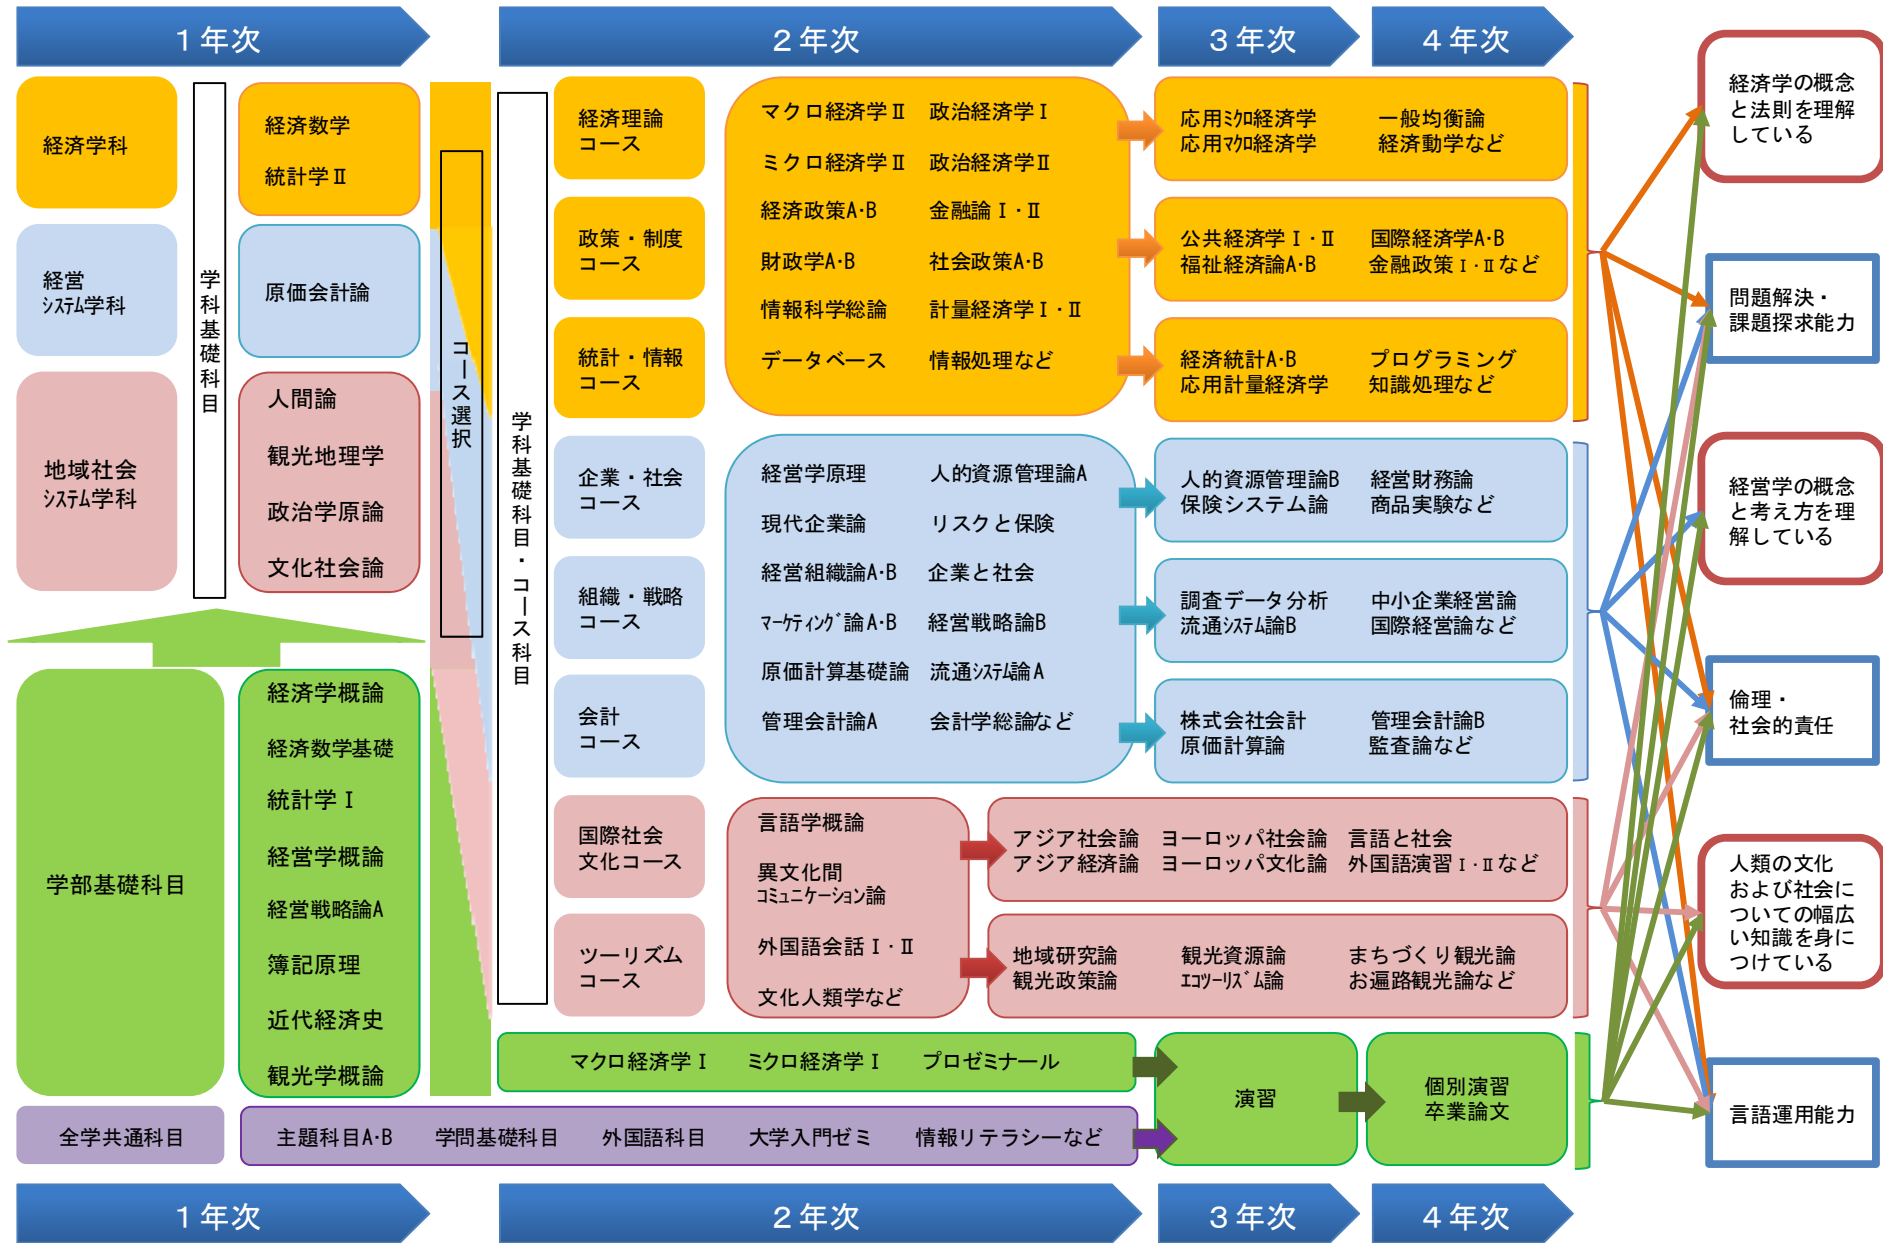 1年次
2年次
3年次
4年次
経済学科
経営
システム学科
地域社会
システム学科
学科基礎科目
経済数学
統計学Ⅱ
原価会計論
人間論
観光地理学
政治学原論
文化社会論
コース選択
学科基礎科目・コース科目
経済理論
コース
政策・制度
コース
統計・情報
コース
マクロ経済学Ⅱ 政治経済学Ⅰ
ミクロ経済学Ⅱ 政治経済学Ⅱ
経済政策A・B 金融論Ⅰ・Ⅱ
財政学A・B 社会政策A・B
情報科学総論 計量経済学Ⅰ・Ⅱ
データベース 情報処理など
応用ミクロ経済学 一般均衡論
応用マクロ経済学 経済動学など
公共経済学Ⅰ・Ⅱ 国際経済学A・B
福祉経済論A・B 金融政策Ⅰ・Ⅱなど
経済統計A・B プログラミング
応用計量経済学 知識処理など
企業・社会
コース
組織・戦略
コース
会計
コース
経営学原理 人的資源管理論A
現代企業論 リスクと保険
経営組織論A・B 企業と社会
マーケティング論A・B 経営戦略論B
原価計算基礎論 流通システム論A
管理会計論A 会計学総論など
人的資源管理論B 経営財務論
保険システム論 商品実験など
調査データ分析 中小企業経営論
流通システム論B 国際経営論など
株式会社会計 管理会計論B
原価計算論 監査論など
国際社会
文化コース
ツーリズム
コース
言語学概論
異文化間
コミュニケーション論
外国語会話Ⅰ・Ⅱ
文化人類学など
アジア社会論 ヨーロッパ社会論 言語と社会
アジア経済論 ヨーロッパ文化論 外国語演習Ⅰ・Ⅱなど
地域研究論 観光資源論 まちづくり観光論
観光政策論 エコツーリズム論 お遍路観光論など
学部基礎科目
経済学概論
経済数学基礎
統計学Ⅰ
経営学概論
経営戦略論A
簿記原理
近代経済史
観光学概論
マクロ経済学Ⅰ ミクロ経済学Ⅰ プロゼミナール
演習
個別演習
卒業論文
全学共通科目
主題科目A・B 学問基礎科目 外国語科目 大学入門ゼミ 情報リテラシーなど
経済学の概念
と法則を理解
している
問題解決・
課題探求能力
経営学の概念
と考え方を理
解している
倫理・
社会的責任
人類の文化
および社会に
ついての幅広
い知識を身に
つけている
言語運用能力
1年次
2年次
3年次
4年次